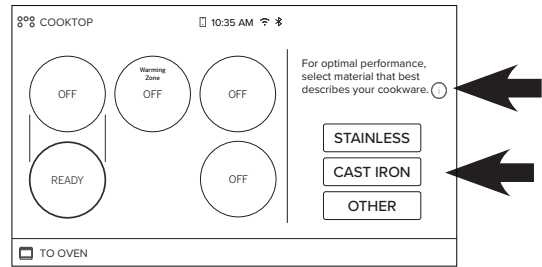 COOKTOP
10:35 AM
For optimal performance,
select material that best
describes your cookware. i
Warming
Zone
OFF
OFF
OFF
READY
OFF
STAINLESS
CAST IRON
OTHER
TO OVEN